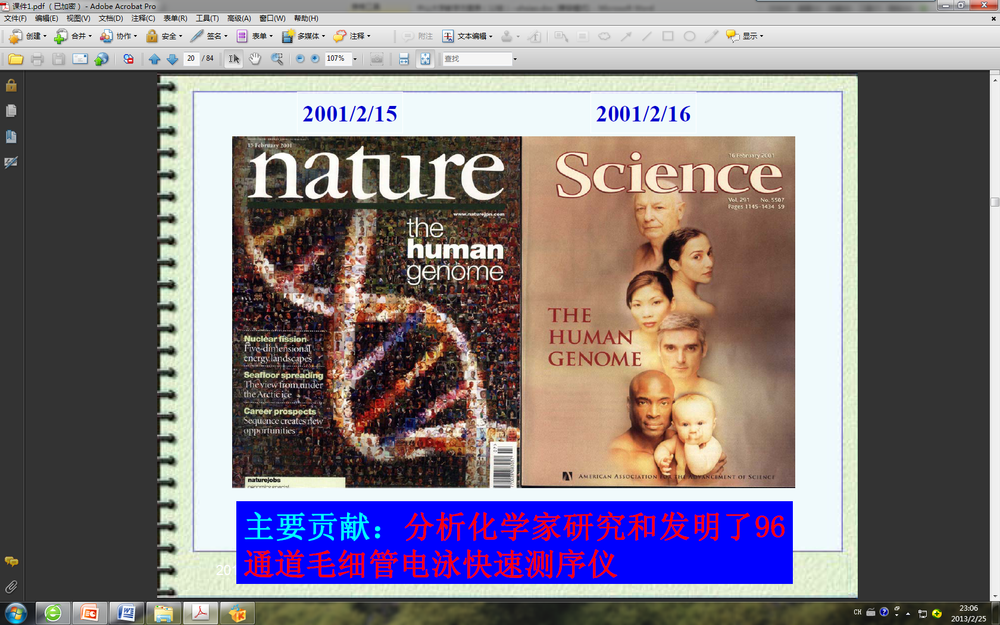 课件1.pdf （已加密） - Adobe Acrobat Pro
文件(F) 编辑(E) 视图(V) 文档(D) 注释(C) 表单(R) 工具(T) 高级(A) 窗口(W) 帮助(H)
创建 合并 协作 安全 签名 表单 多媒体 注释 附注 文本编辑 显示
20 / 84 107% 查找
2001/2/15
2001/2/16
15 February 2001
nature
www.naturejpn.com
the
human
genome
Nuclear fission
Five-dimensional
energy landscapes
Seafloor spreading
The view from under
the Arctic ice
Career prospects
Sequence creates new
opportunities
naturejobs
genomics special
16 February 2001
Science
Vol. 291 No. 5507
Pages 1145–1434 $9
THE
HUMAN
GENOME
AMERICAN ASSOCIATION FOR THE ADVANCEMENT OF SCIENCE
主要贡献：分析化学家研究和发明了96
通道毛细管电泳快速测序仪
201
CH
23:06
2013/2/25